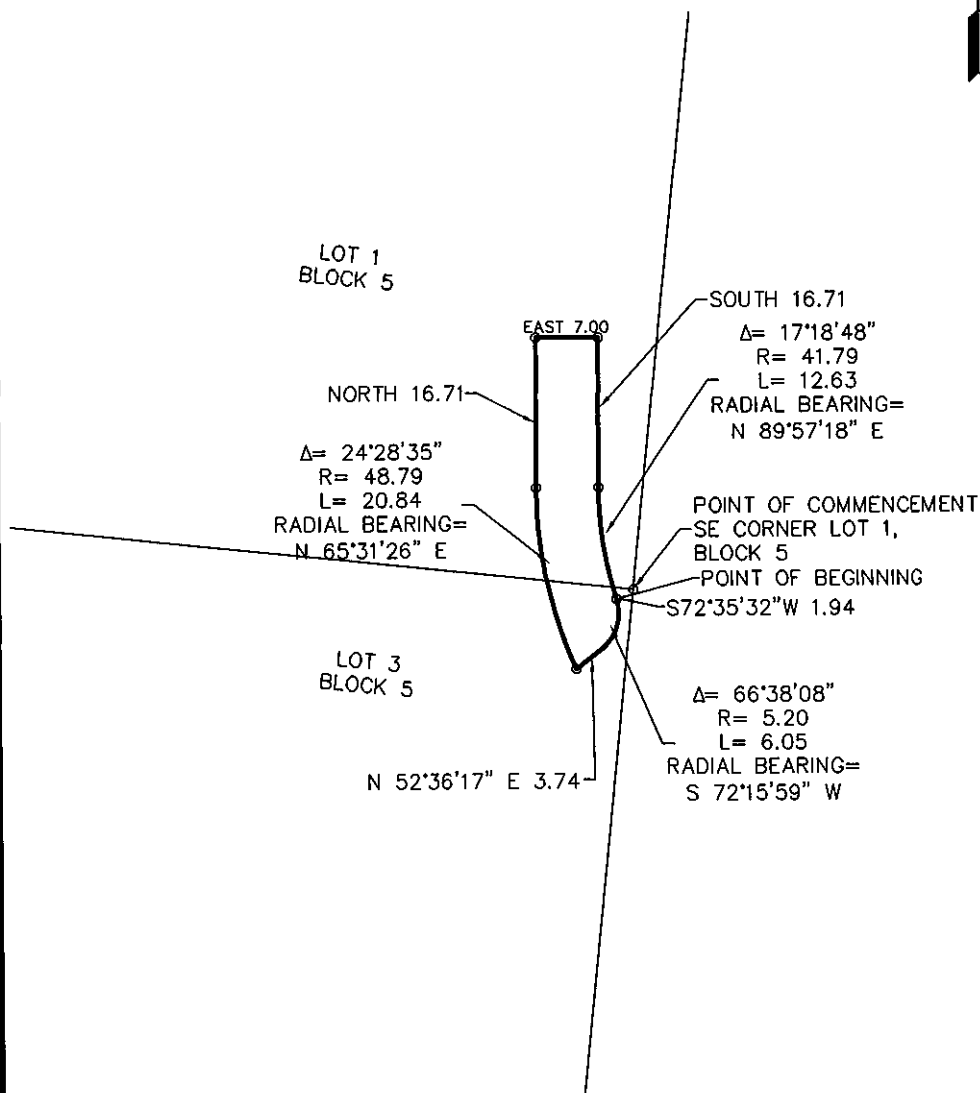 LOT 1
BLOCK 5
EAST 7.00
SOUTH 16.71
Δ= 17°18'48"
R= 41.79
L= 12.63
RADIAL BEARING=
N 89°57'18" E
NORTH 16.71
Δ= 24°28'35"
R= 48.79
L= 20.84
RADIAL BEARING=
N 65°31'26" E
POINT OF COMMENCEMENT
SE CORNER LOT 1,
BLOCK 5
POINT OF BEGINNING
S72°35'32"W 1.94
LOT 3
BLOCK 5
Δ= 66°38'08"
R= 5.20
L= 6.05
RADIAL BEARING=
S 72°15'59" W
N 52°36'17" E 3.74